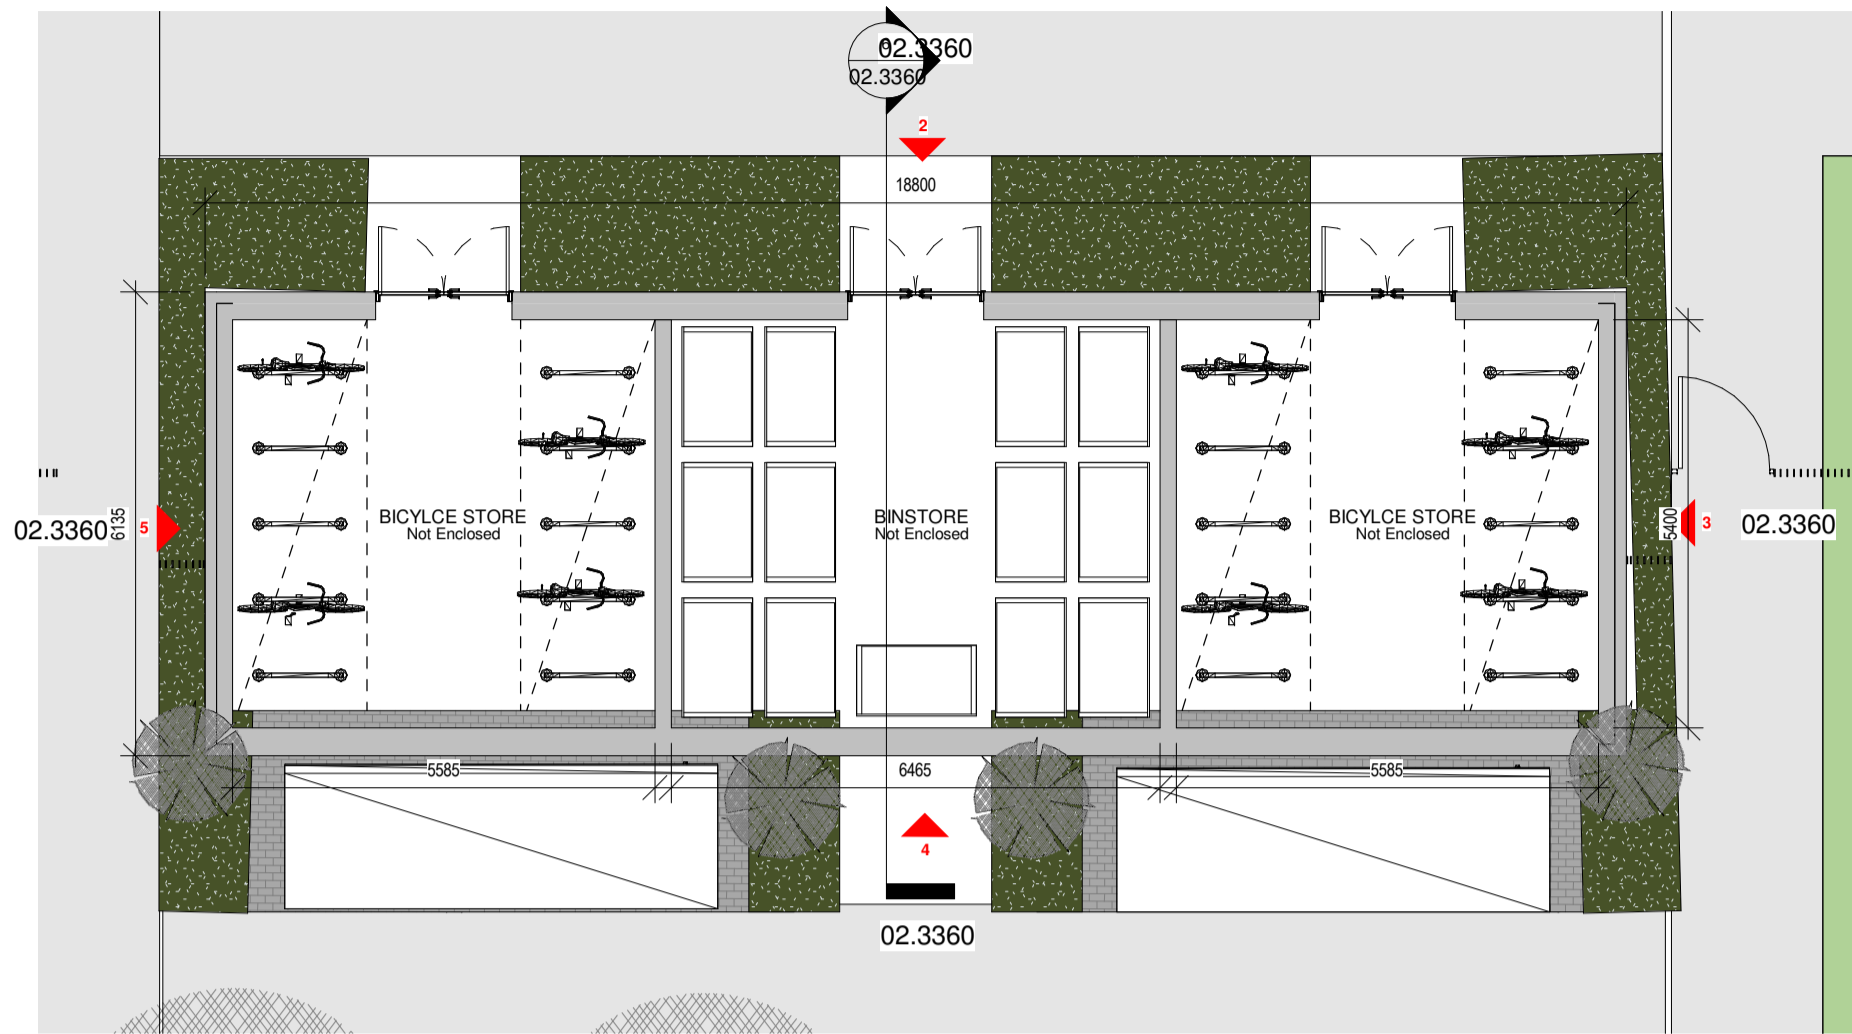 02.3360
02.3360
2
18800
BICYLCE STORE
Not Enclosed
BINSTORE
Not Enclosed
BICYLCE STORE
Not Enclosed
02.3360
6135
5
5400
3
02.3360
5585
6465
5585
4
02.3360